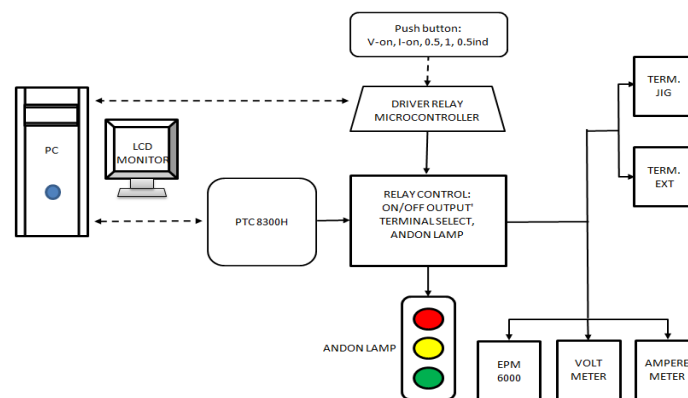 Push button:
V-on, I-on, 0.5, 1, 0.5ind
DRIVER RELAY
MICROCONTROLLER
TERM.
JIG
PC
LCD
MONITOR
TERM.
EXT
PTC 8300H
RELAY CONTROL:
ON/OFF OUTPUT'
TERMINAL SELECT,
ANDON LAMP
ANDON LAMP
EPM
6000
VOLT
METER
AMPERE
METER